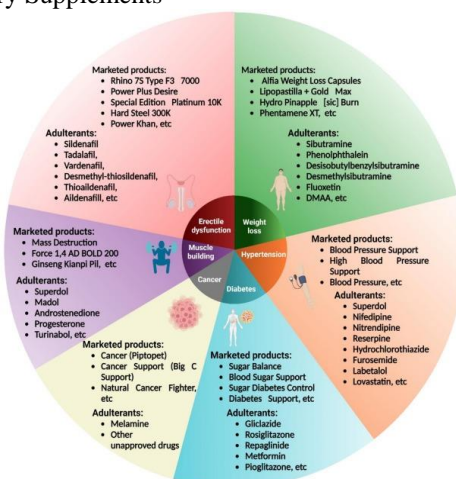 ry Supplements
Marketed products:
• Rhino 7S Type F3 7000
• Power Plus Desire
• Special Edition Platinum 10K
• Hard Steel 300K
• Power Khan, etc
Adulterants:
• Sildenafil
• Tadalafil,
• Vardenafil,
• Desmethyl-thiosildenafil,
• Thioaildenafil,
• Aildenafill, etc
Marketed products:
• Alfia Weight Loss Capsules
• Lipopastilla + Gold Max
• Hydro Pinapple [sic] Burn
• Phentamene XT, etc
Adulterants:
• Sibutramine
• Phenolphthalein
• Desisobutylbenzylsibutramine
• Desmethylsibutramine
• Fluoxetin
• DMAA, etc
Marketed products:
• Blood Pressure Support
• High Blood Pressure
Support
• Blood Pressure, etc
Adulterants:
• Superdol
• Nifedipine
• Nitrendipine
• Reserpine
• Hydrochlorothiazide
• Furosemide
• Labetalol
• Lovastatin, etc
Marketed products:
• Sugar Balance
• Blood Sugar Support
• Sugar Diabetes Control
• Diabetes Support, etc
Adulterants:
• Gliclazide
• Rosiglitazone
• Repaglinide
• Metformin
• Pioglitazone, etc
Marketed products:
• Cancer (Piptopet)
• Cancer Support (Big C
Support)
• Natural Cancer Fighter,
etc
Adulterants:
• Melamine
• Other
unapproved drugs
Marketed products:
• Mass Destruction
• Force 1,4 AD BOLD 200
• Ginseng Kianpi Pil, etc
Adulterants:
• Superdol
• Madol
• Androstenedione
• Progesterone
• Turinabol, etc
Erectile
dysfunction
Weight
loss
Hypertension
Diabetes
Cancer
Muscle
building